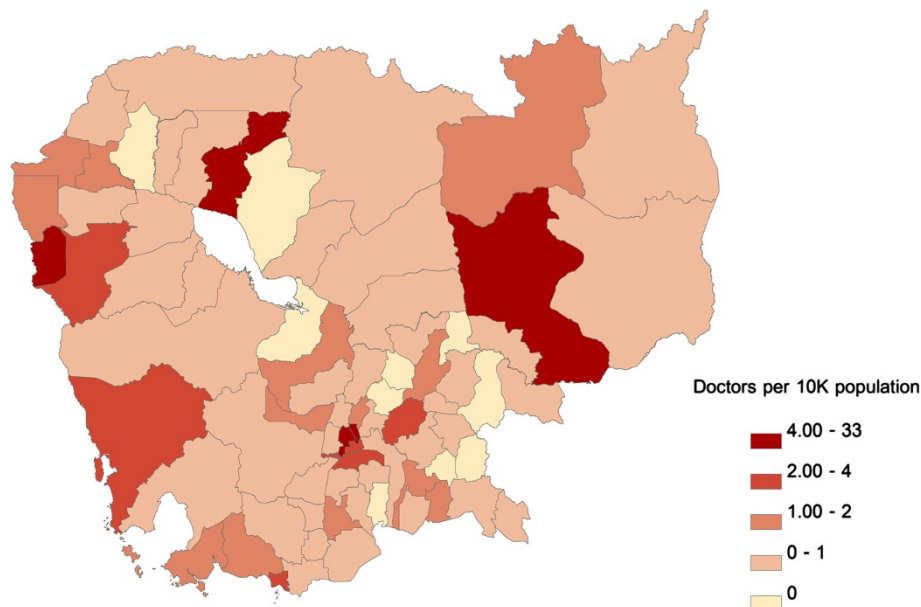 Doctors per 10K population
4.00 - 33
2.00 - 4
1.00 - 2
0 - 1
0